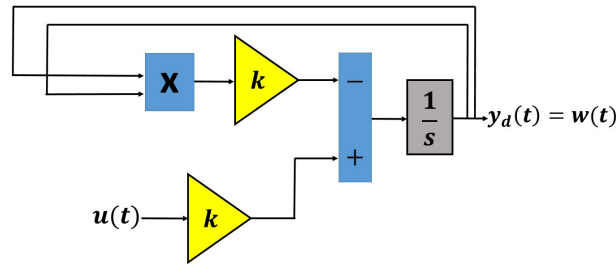 X
k
−
+
1
s
y_d(t) = w(t)
u(t)
k